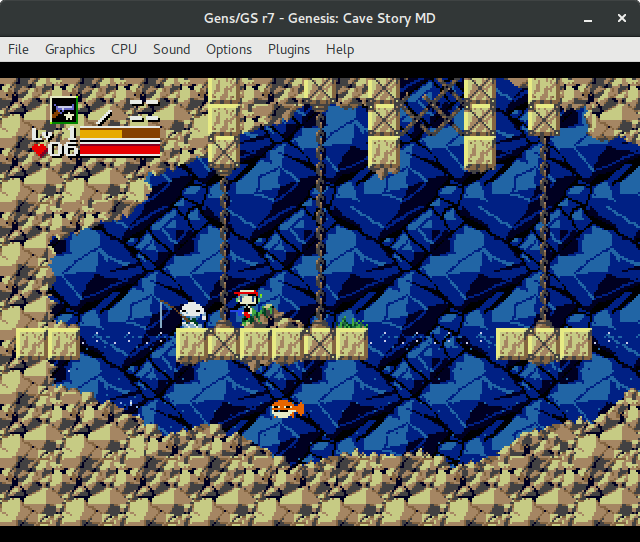 Gens/GS r7 - Genesis: Cave Story MD
File Graphics CPU Sound Options Plugins Help
-- / --
Lv 1
06